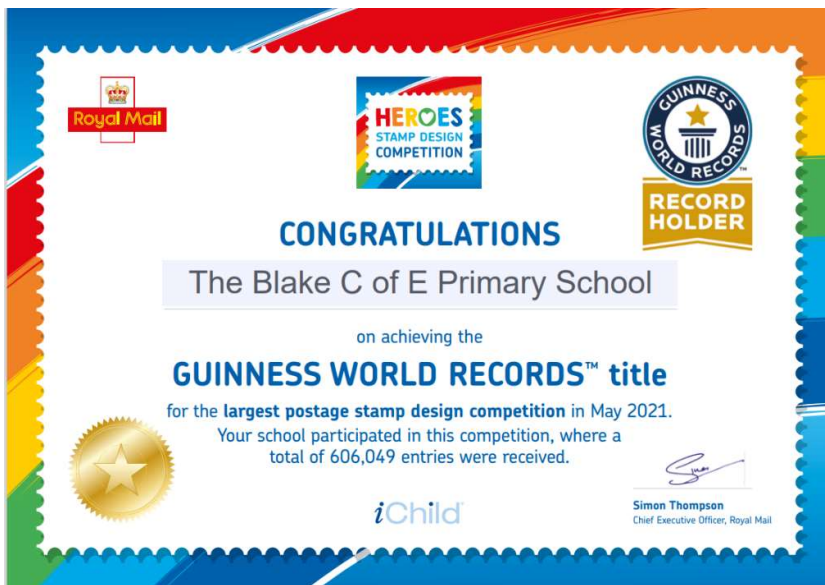 Royal Mail
HEROES
STAMP DESIGN
COMPETITION
GUINNESS
WORLD RECORDS™
RECORD
HOLDER
CONGRATULATIONS
The Blake C of E Primary School
on achieving the
GUINNESS WORLD RECORDS™ title
for the largest postage stamp design competition in May 2021.
Your school participated in this competition, where a
total of 606,049 entries were received.
iChild
Simon Thompson
Chief Executive Officer, Royal Mail